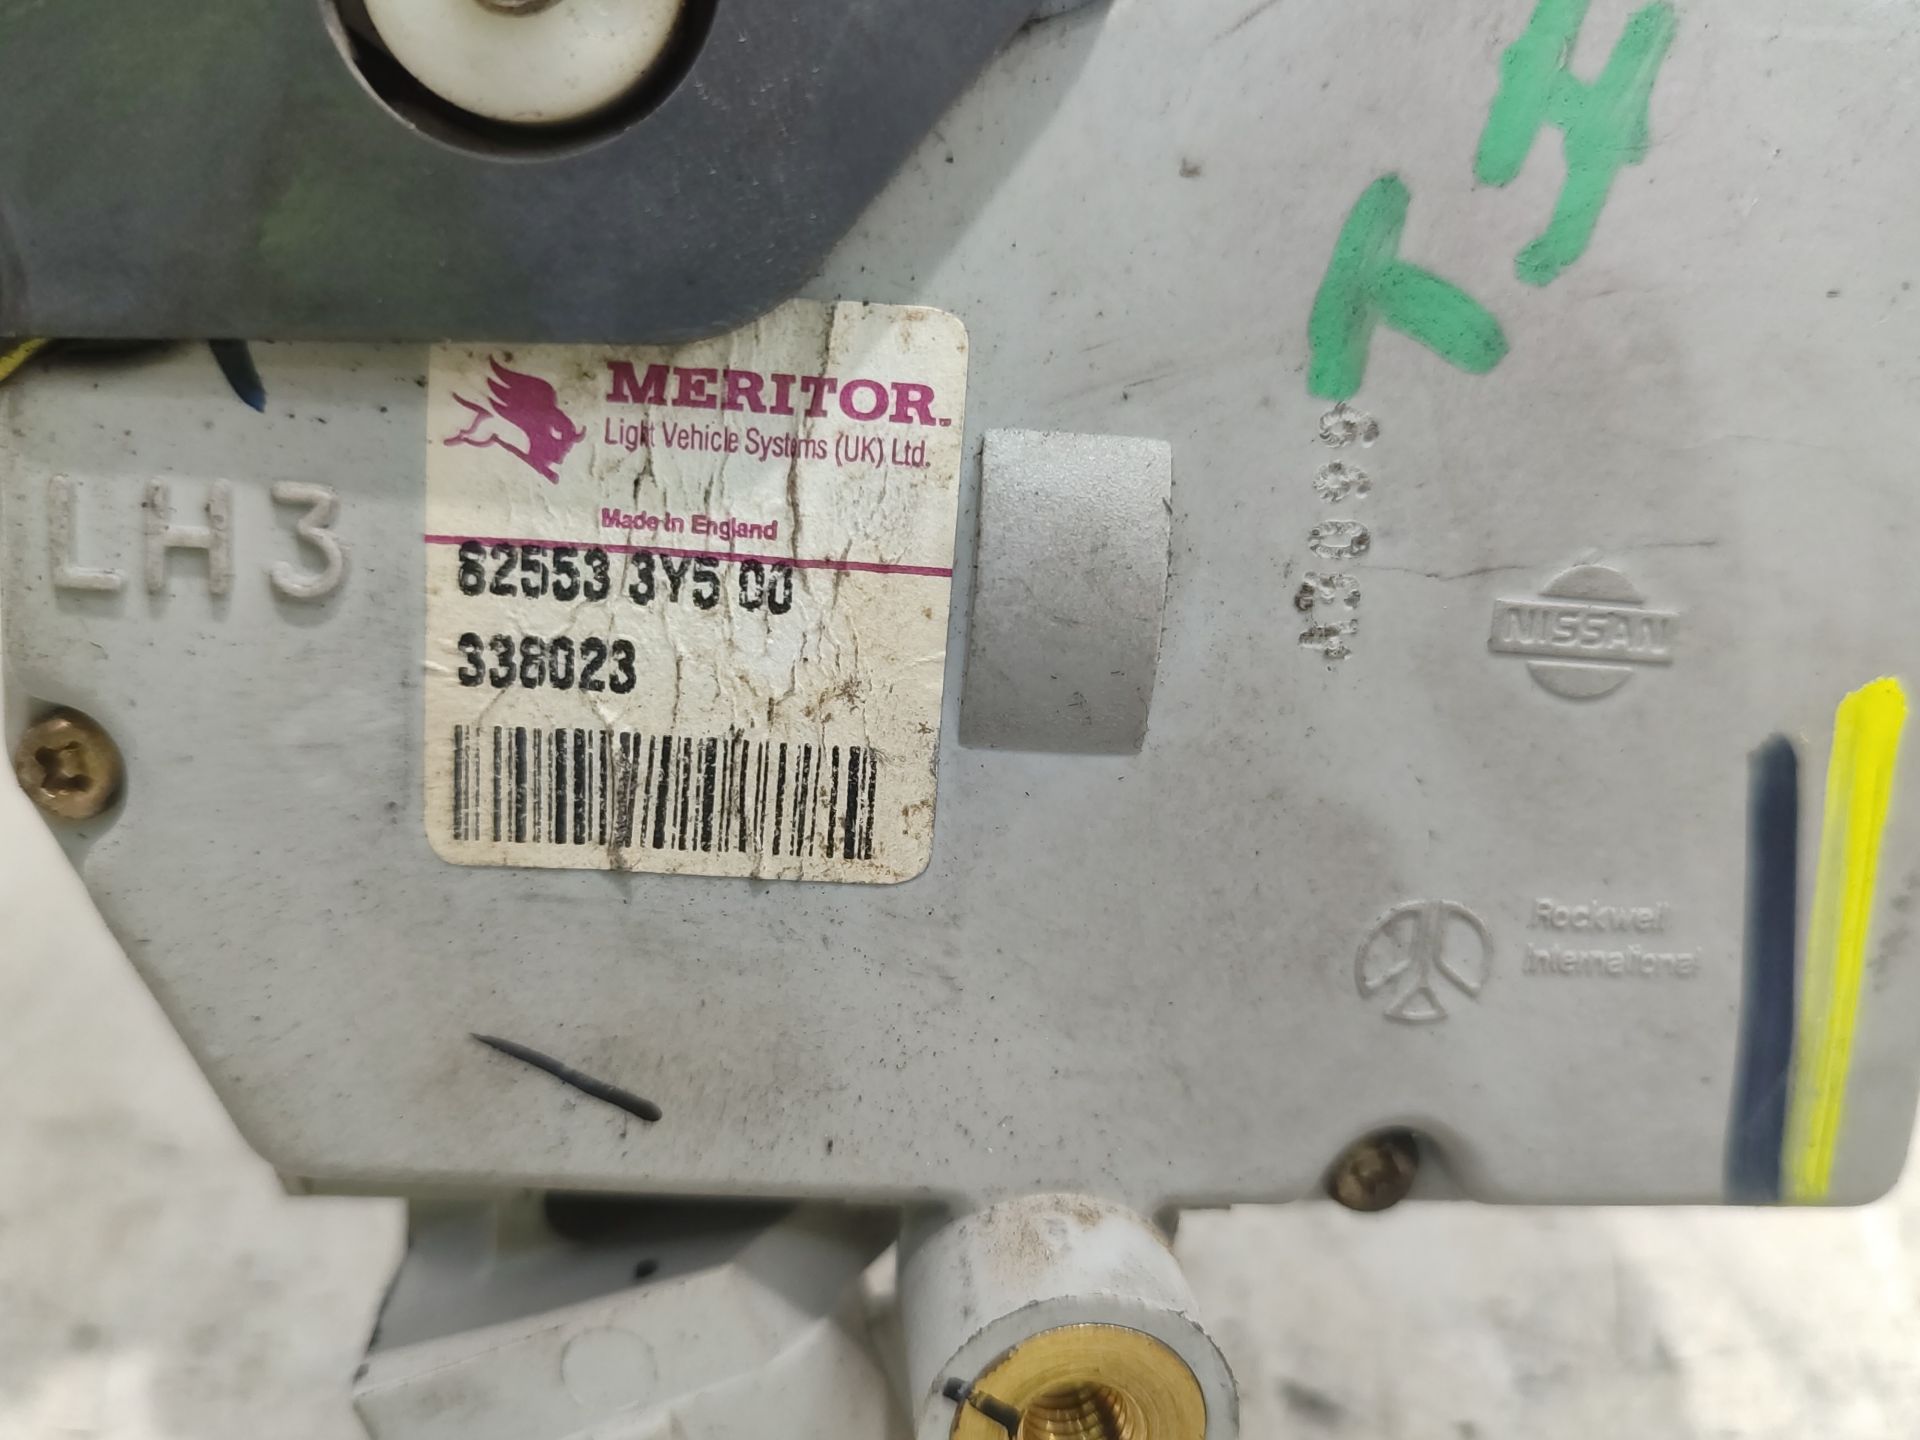 MERITOR.
Light Vehicle Systems (UK) Ltd.
Made in England
82553 3Y5 00
338023
LH3
NISSAN
Rockwell
International